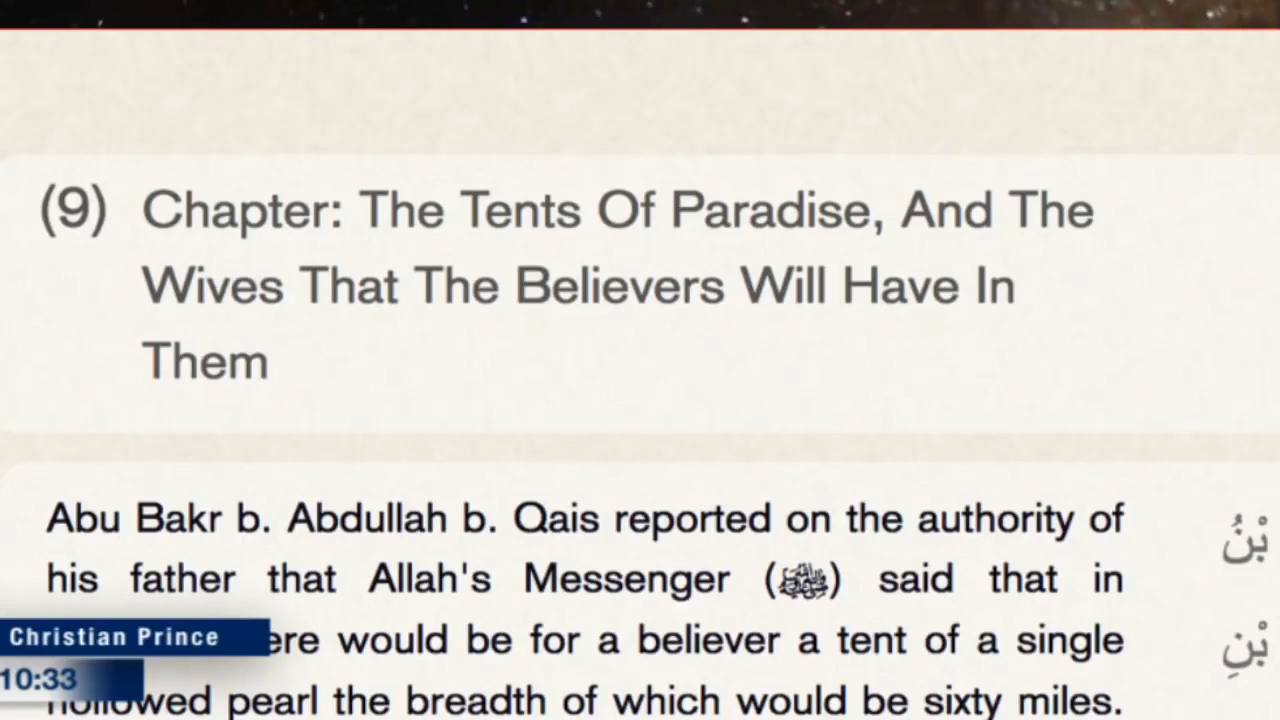 (9) Chapter: The Tents Of Paradise, And The
Wives That The Believers Will Have In
Them
Abu Bakr b. Abdullah b. Qais reported on the authority of
his father that Allah's Messenger (ﷺ) said that in
ere would be for a believer a tent of a single
pearl the breadth of which would be sixty miles.
بْنُ
بْنِ
Christian Prince
10:33